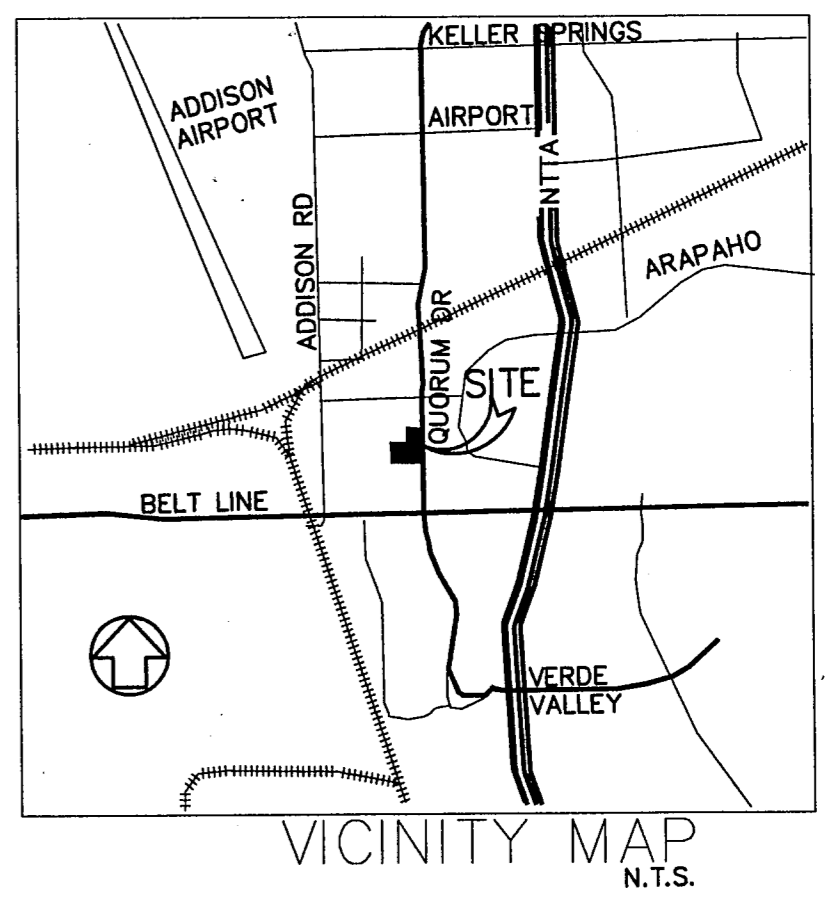 KELLER SPRINGS
ADDISON
AIRPORT
AIRPORT
NTTA
ADDISON RD
ARAPAHO
QUORUM DR
SITE
BELT LINE
VERDE
VALLEY
VICINITY MAP
N.T.S.